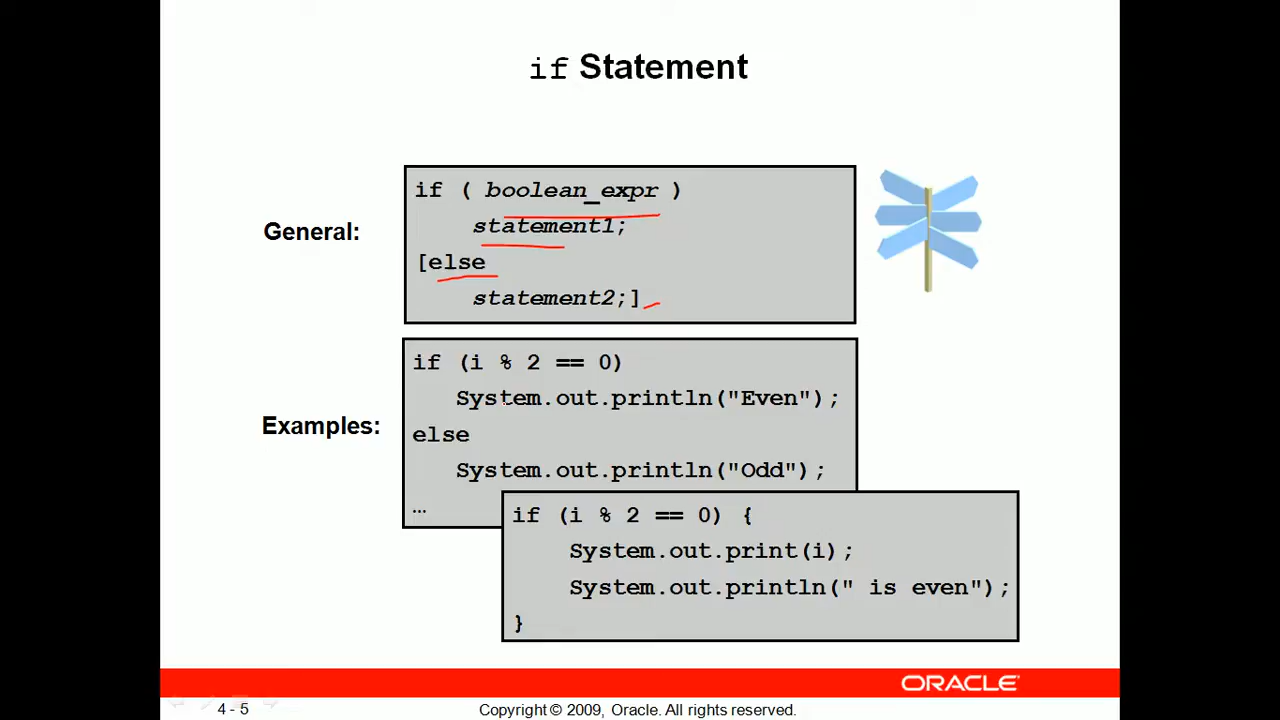 if Statement
General:
if ( boolean_expr )
statement1;
[else
statement2;]
Examples:
if (i % 2 == 0)
System.out.println("Even");
else
System.out.println("Odd");
…
if (i % 2 == 0) {
System.out.print(i);
System.out.println(" is even");
}
ORACLE
4 - 5
Copyright © 2009, Oracle. All rights reserved.